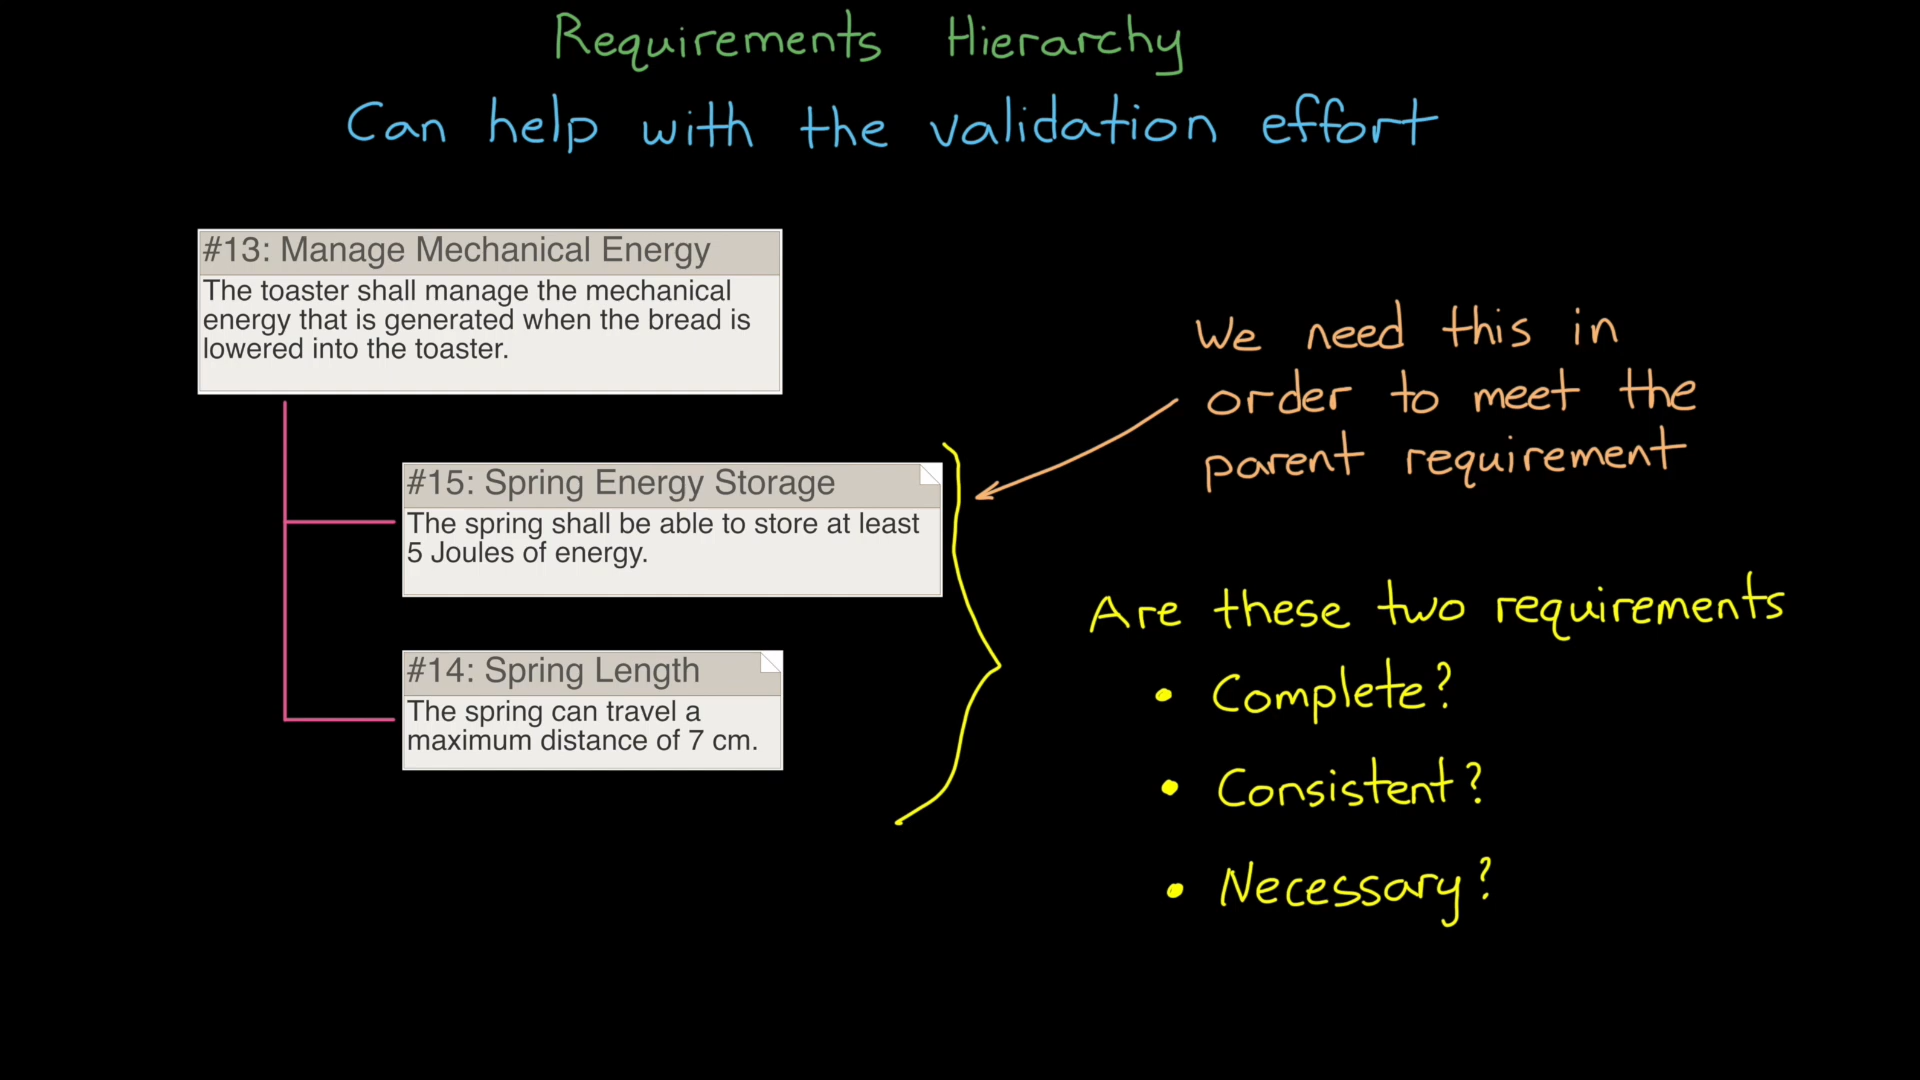 Requirements Hierarchy
Can help with the validation effort
#13: Manage Mechanical Energy
The toaster shall manage the mechanical
energy that is generated when the bread is
lowered into the toaster.
We need this in
order to meet the
parent requirement
#15: Spring Energy Storage
The spring shall be able to store at least
5 Joules of energy.
#14: Spring Length
The spring can travel a
maximum distance of 7 cm.
Are these two requirements
• Complete?
• Consistent?
• Necessary?